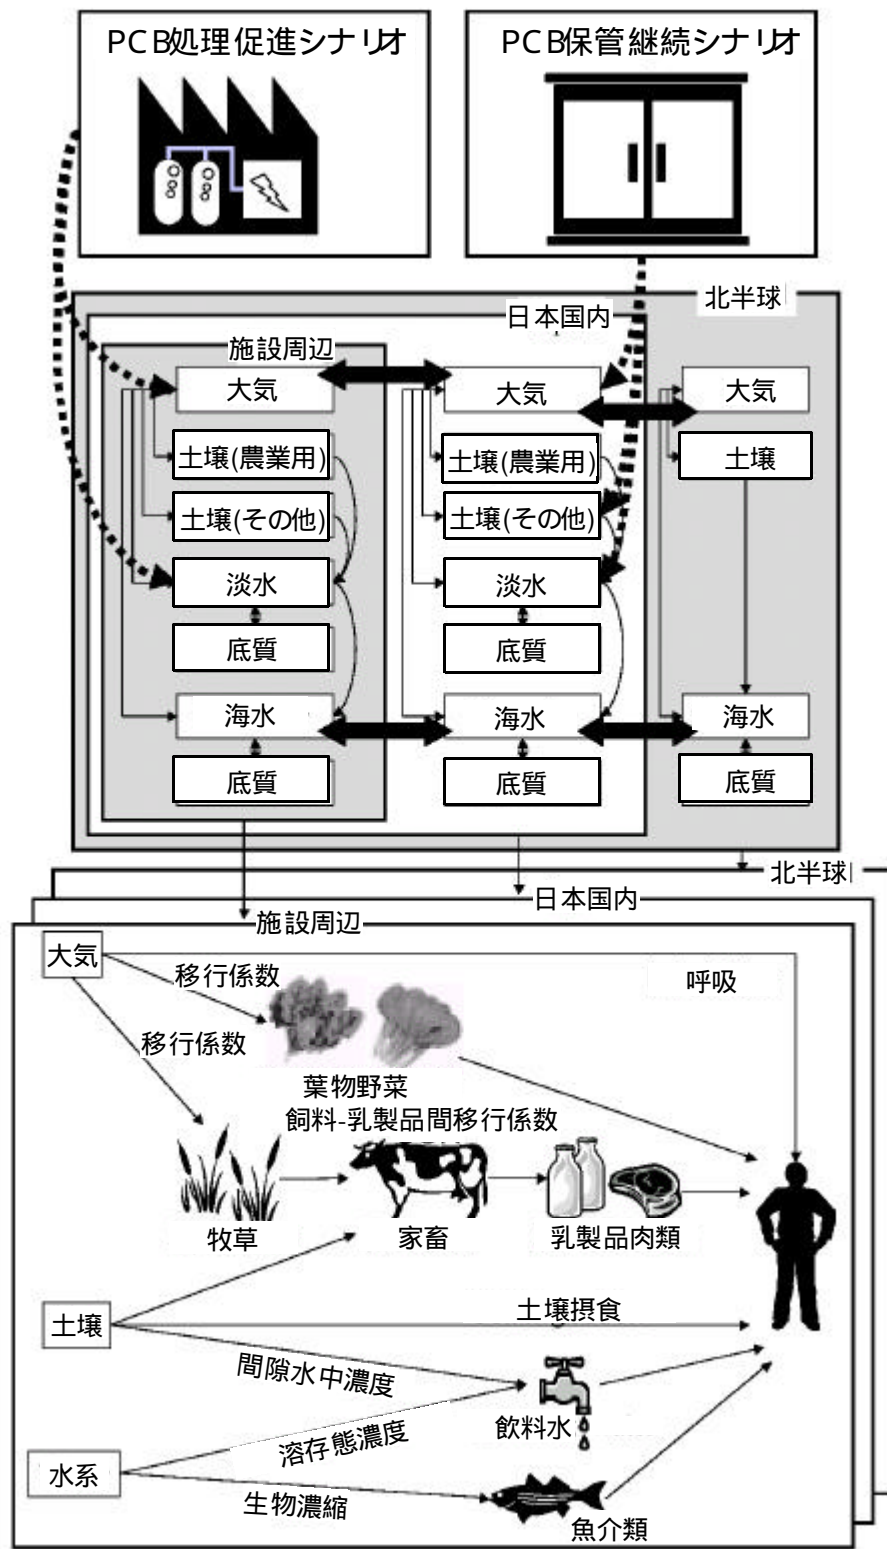 PCB処理促進シナリオ
PCB保管継続シナリオ
北半球
日本国内
施設周辺
大気
大気
大気
土壌(農業用)
土壌(農業用)
土壌
土壌(その他)
土壌(その他)
淡水
淡水
底質
底質
海水
海水
海水
底質
底質
底質
北半球
日本国内
施設周辺
大気
移行係数
呼吸
移行係数
葉物野菜
飼料-乳製品間移行係数
牧草
家畜
乳製品肉類
土壌
土壌摂食
間隙水中濃度
飲料水
溶存態濃度
水系
生物濃縮
魚介類